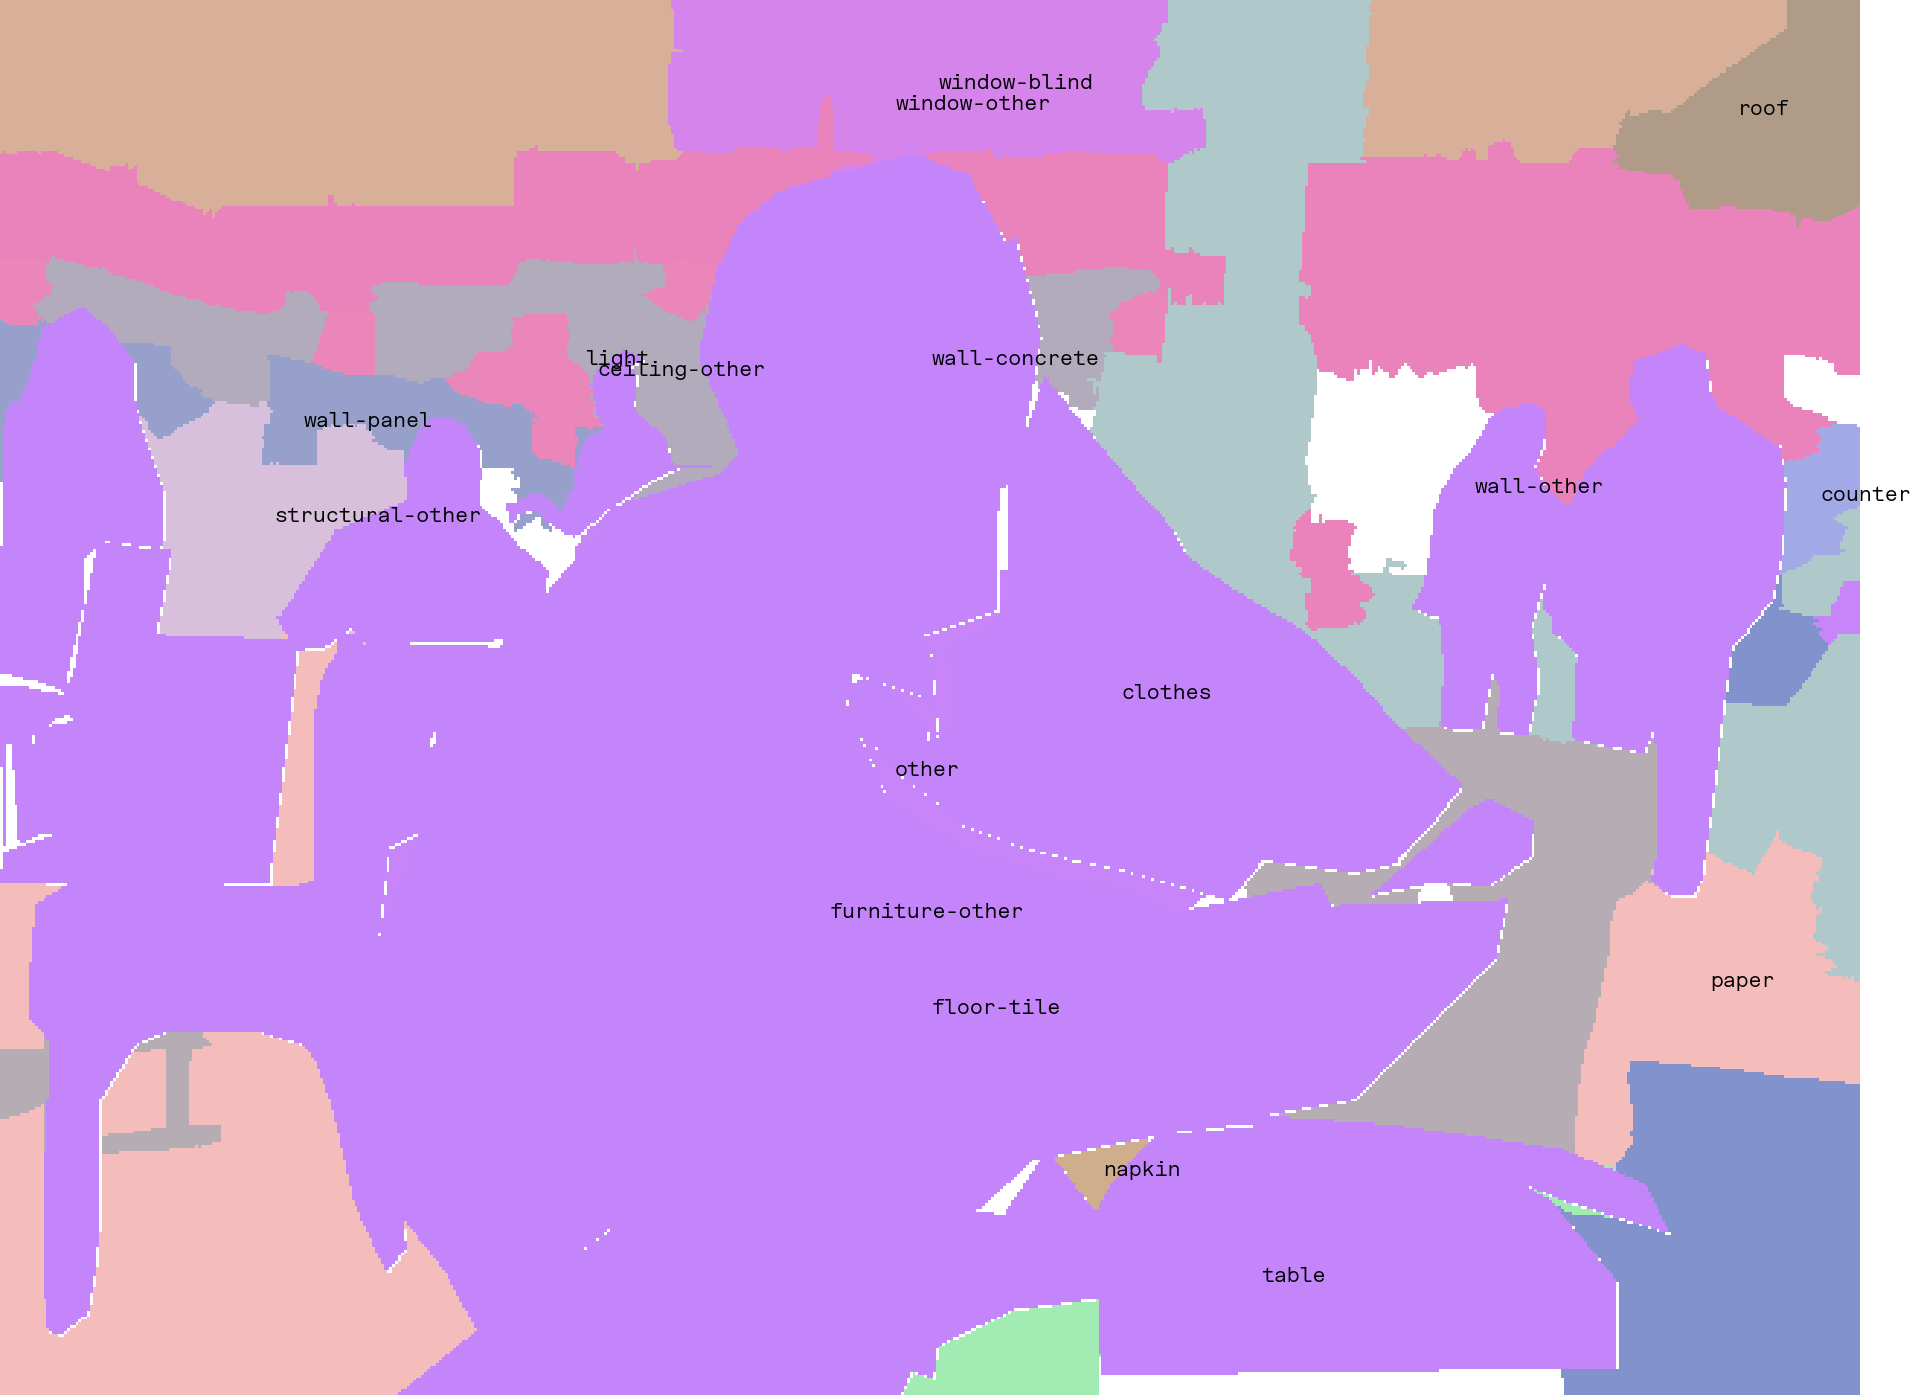 window-blind
window-other
roof
light
ceiling-other
wall-concrete
wall-panel
wall-other
counter
structural-other
clothes
other
furniture-other
paper
floor-tile
napkin
table